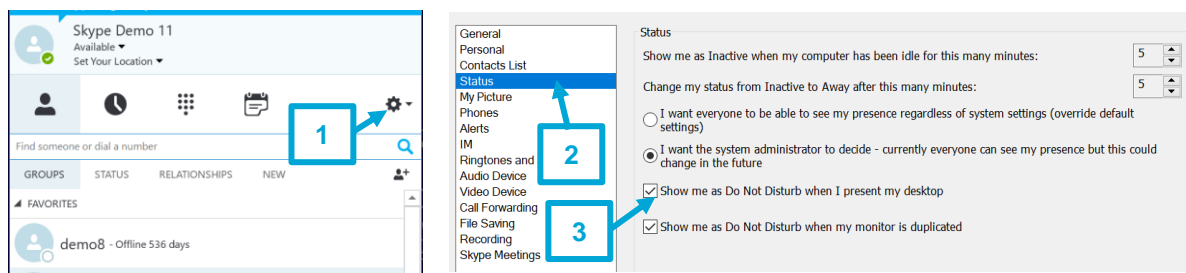 Skype Demo 11
Available
Set Your Location
1
Find someone or dial a number
GROUPS STATUS RELATIONSHIPS NEW
FAVORITES
demo8 - Offline 536 days
General
Personal
Contacts List
Status
My Picture
Phones
Alerts
IM
Ringtones and
Audio Device
Video Device
Call Forwarding
File Saving
Recording
Skype Meetings
2
3
Status
Show me as Inactive when my computer has been idle for this many minutes: 5
Change my status from Inactive to Away after this many minutes: 5
I want everyone to be able to see my presence regardless of system settings (override default
settings)
I want the system administrator to decide - currently everyone can see my presence but this could
change in the future
Show me as Do Not Disturb when I present my desktop
Show me as Do Not Disturb when my monitor is duplicated